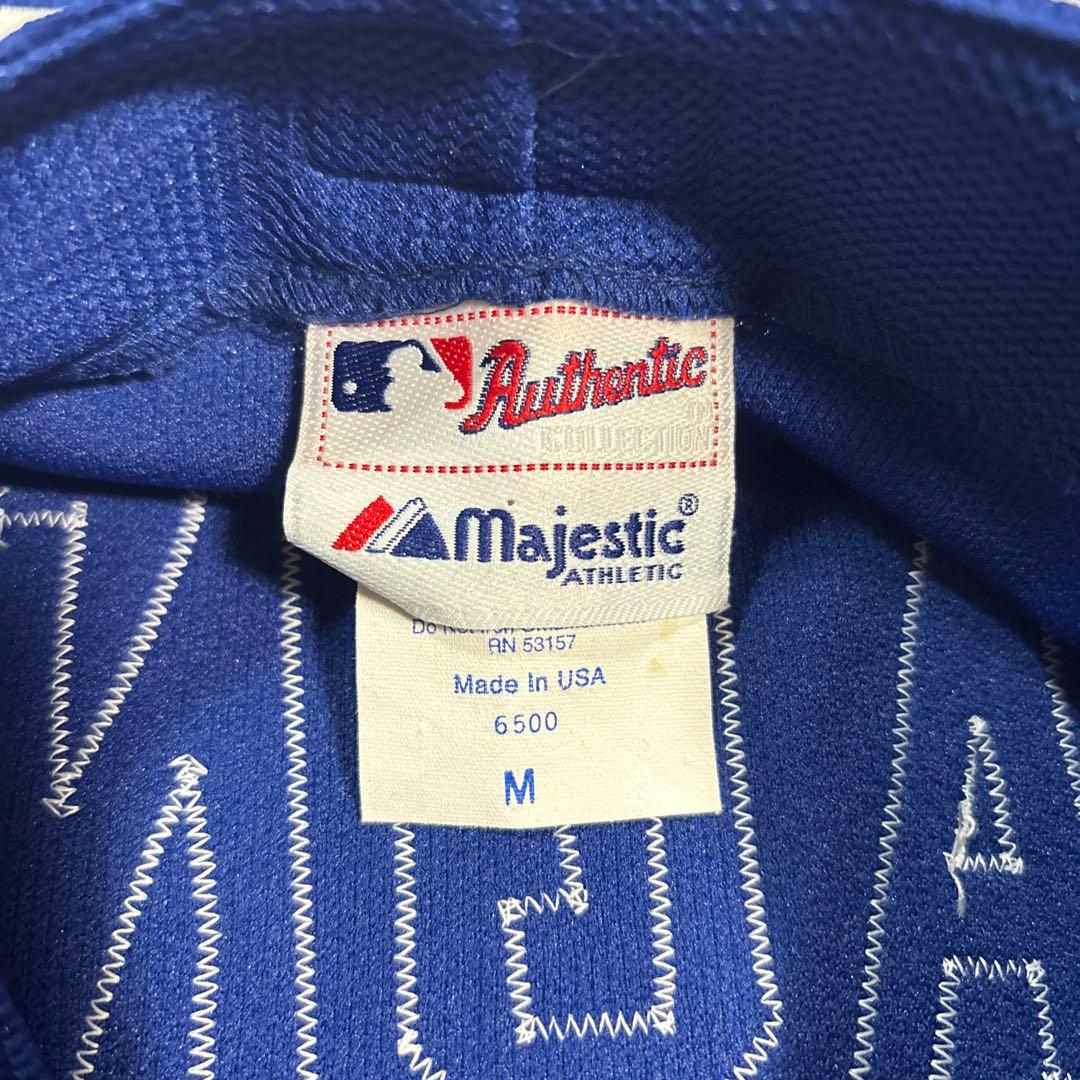 Authentic
COLLECTION
Majestic®
ATHLETIC
RN 53157
Made In USA
6500
M